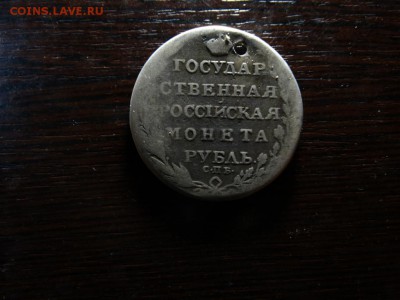 COINS.LAVE.RU
ГОСУДАР
СТВЕННАЯ
РОССІЙСКАЯ
МОНЕТА
РУБЛЬ.
С.П.Б.